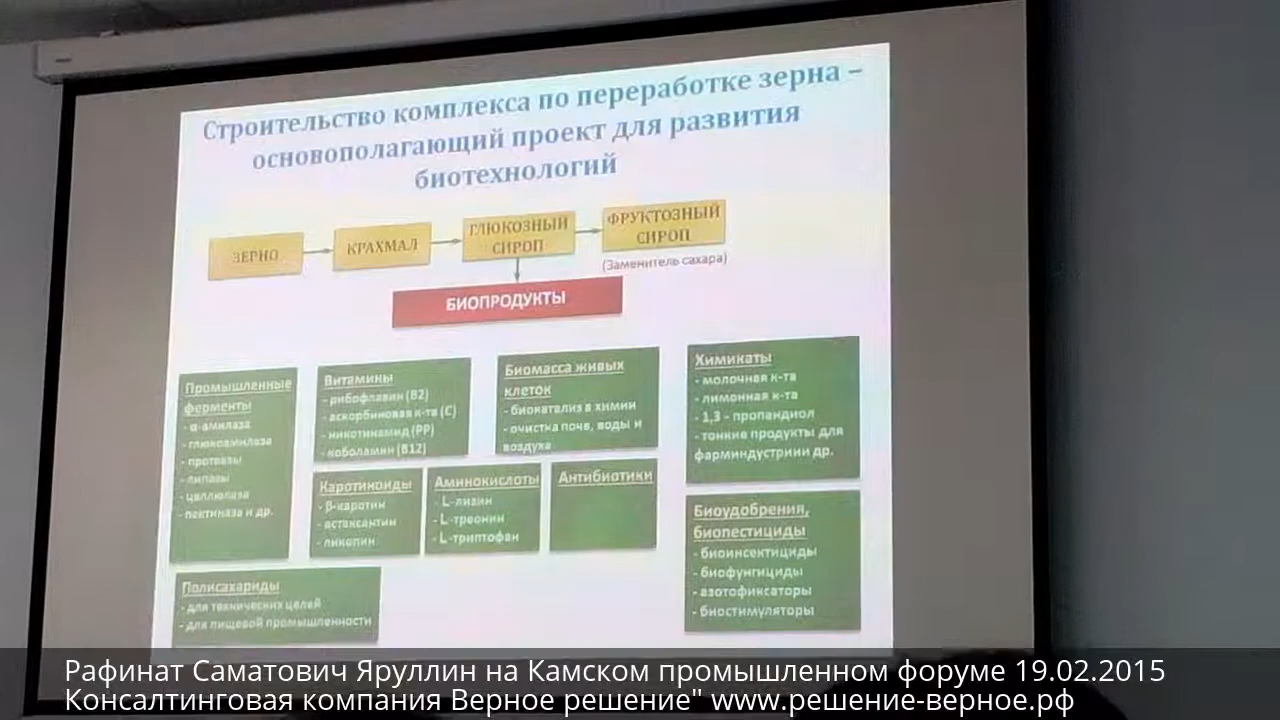 Строительство комплекса по переработке зерна –
основополагающий проект для развития
биотехнологий
ЗЕРНО
КРАХМАЛ
ГЛЮКОЗНЫЙ
СИРОП
ФРУКТОЗНЫЙ
СИРОП
(Заменитель сахара)
БИОПРОДУКТЫ
Промышленные
ферменты
- α-амилаза
- глюкоамилаза
- протеазы
- липазы
- целлюлаза
- пектиназа и др.
Витамины
- рибофлавин (В2)
- аскорбиновая к-та (С)
- никотинамид (РР)
- коболамин (В12)
Биомасса живых
клеток
- биокатализ в химии
- очистка почв, воды и
воздуха
Химикаты
- молочная к-та
- лимонная к-та
- 1,3 - пропандиол
- тонкие продукты для
фарминдустрии др.
Каротиноиды
- β-каротин
- астаксантин
- ликопин
Аминокислоты
- L-лизин
- L-треонин
- L-триптофан
Антибиотики
Биоудобрения,
биопестициды
- биоинсектициды
- биофунгициды
- азотофиксаторы
- биостимуляторы
Полисахариды
- для технических целей
- для пищевой промышленности
Рафинат Саматович Яруллин на Камском промышленном форуме 19.02.2015
Консалтинговая компания Верное решение" www.решение-верное.рф